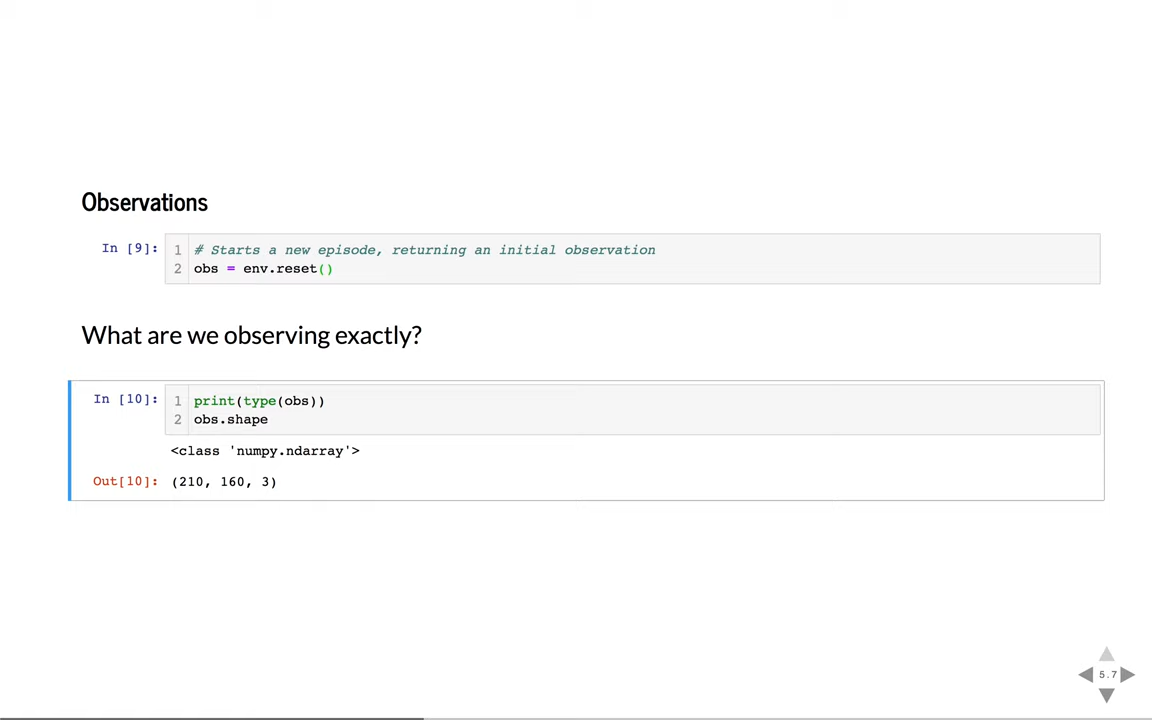 Observations
In [9]:
1 # Starts a new episode, returning an initial observation
2 obs = env.reset()
What are we observing exactly?
In [10]:
1 print(type(obs))
2 obs.shape
<class 'numpy.ndarray'>
Out[10]: (210, 160, 3)
5.7